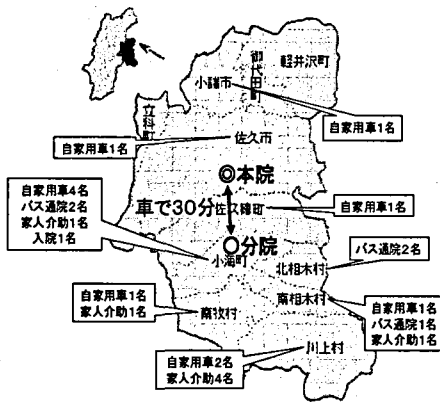 軽井沢町
御代田町
小諸市
立科町
自家用車1名
自家用車1名
佐久市
◎本院
自家用車4名
バス通院2名
家人介助1名
入院1名
車で30分
佐久穂町
自家用車1名
○分院
小海町
バス通院2名
北相木村
南相木村
自家用車1名
家人介助1名
南牧村
自家用車1名
バス通院1名
家人介助1名
川上村
自家用車2名
家人介助4名